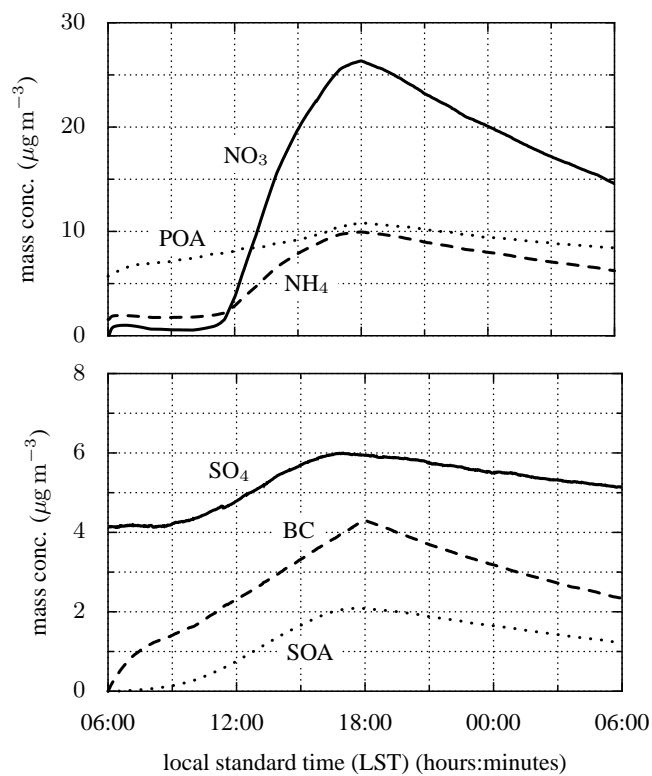 30
20
10
0
mass conc. (μg m⁻³)
NO₃
POA
NH₄
8
6
4
2
0
mass conc. (μg m⁻³)
SO₄
BC
SOA
06:00 12:00 18:00 00:00 06:00
local standard time (LST) (hours:minutes)